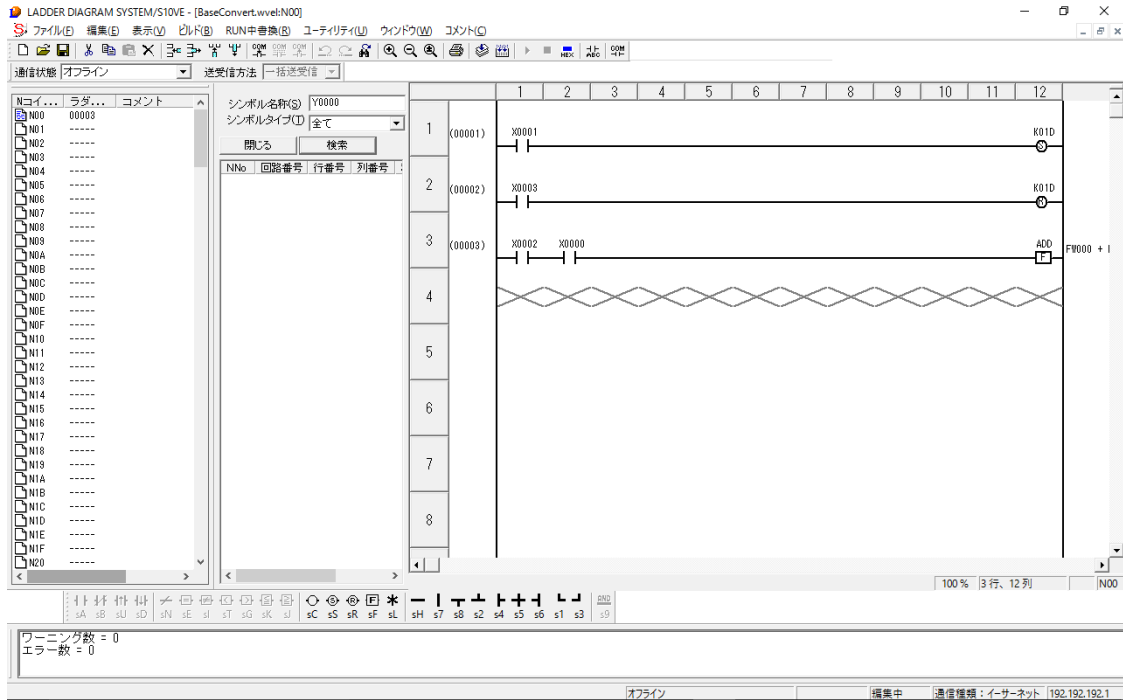 LADDER DIAGRAM SYSTEM/S10VE - [BaseConvert.wvel:N00]
ファイル(F) 編集(E) 表示(V) ビルド(B) RUN中書換(R) ユーティリティ(U) ウィンドウ(W) コメント(C)
通信状態 オフライン 送受信方法 一括送受信
Nコイ... ラダ... コメント
N00 00003
N01 -----
N02 -----
N03 -----
N04 -----
N05 -----
N06 -----
N07 -----
N08 -----
N09 -----
N0A -----
N0B -----
N0C -----
N0D -----
N0E -----
N0F -----
N10 -----
N11 -----
N12 -----
N13 -----
N14 -----
N15 -----
N16 -----
N17 -----
N18 -----
N19 -----
N1A -----
N1B -----
N1C -----
N1D -----
N1E -----
N1F -----
N20 -----
シンボル名称(S) Y0000
シンボルタイプ(T) 全て
閉じる 検索
NNo 回路番号 行番号 列番号
1 2 3 4 5 6 7 8 9 10 11 12
1 (00001) X0001 K01D
S
2 (00002) X0003 K01D
R
3 (00003) X0002 X0000 ADD
F FW000 +
4
5
6
7
8
100 % 3 行、12 列 N00
sA sB sU sD sN sE sI sT sG sK sJ sC sS sR sF sL sH s7 s8 s2 s4 s5 s6 s1 s3 s9
ワーニング数 = 0
エラー数 = 0
オフライン 編集中 通信種類：イーサーネット 192.192.192.1